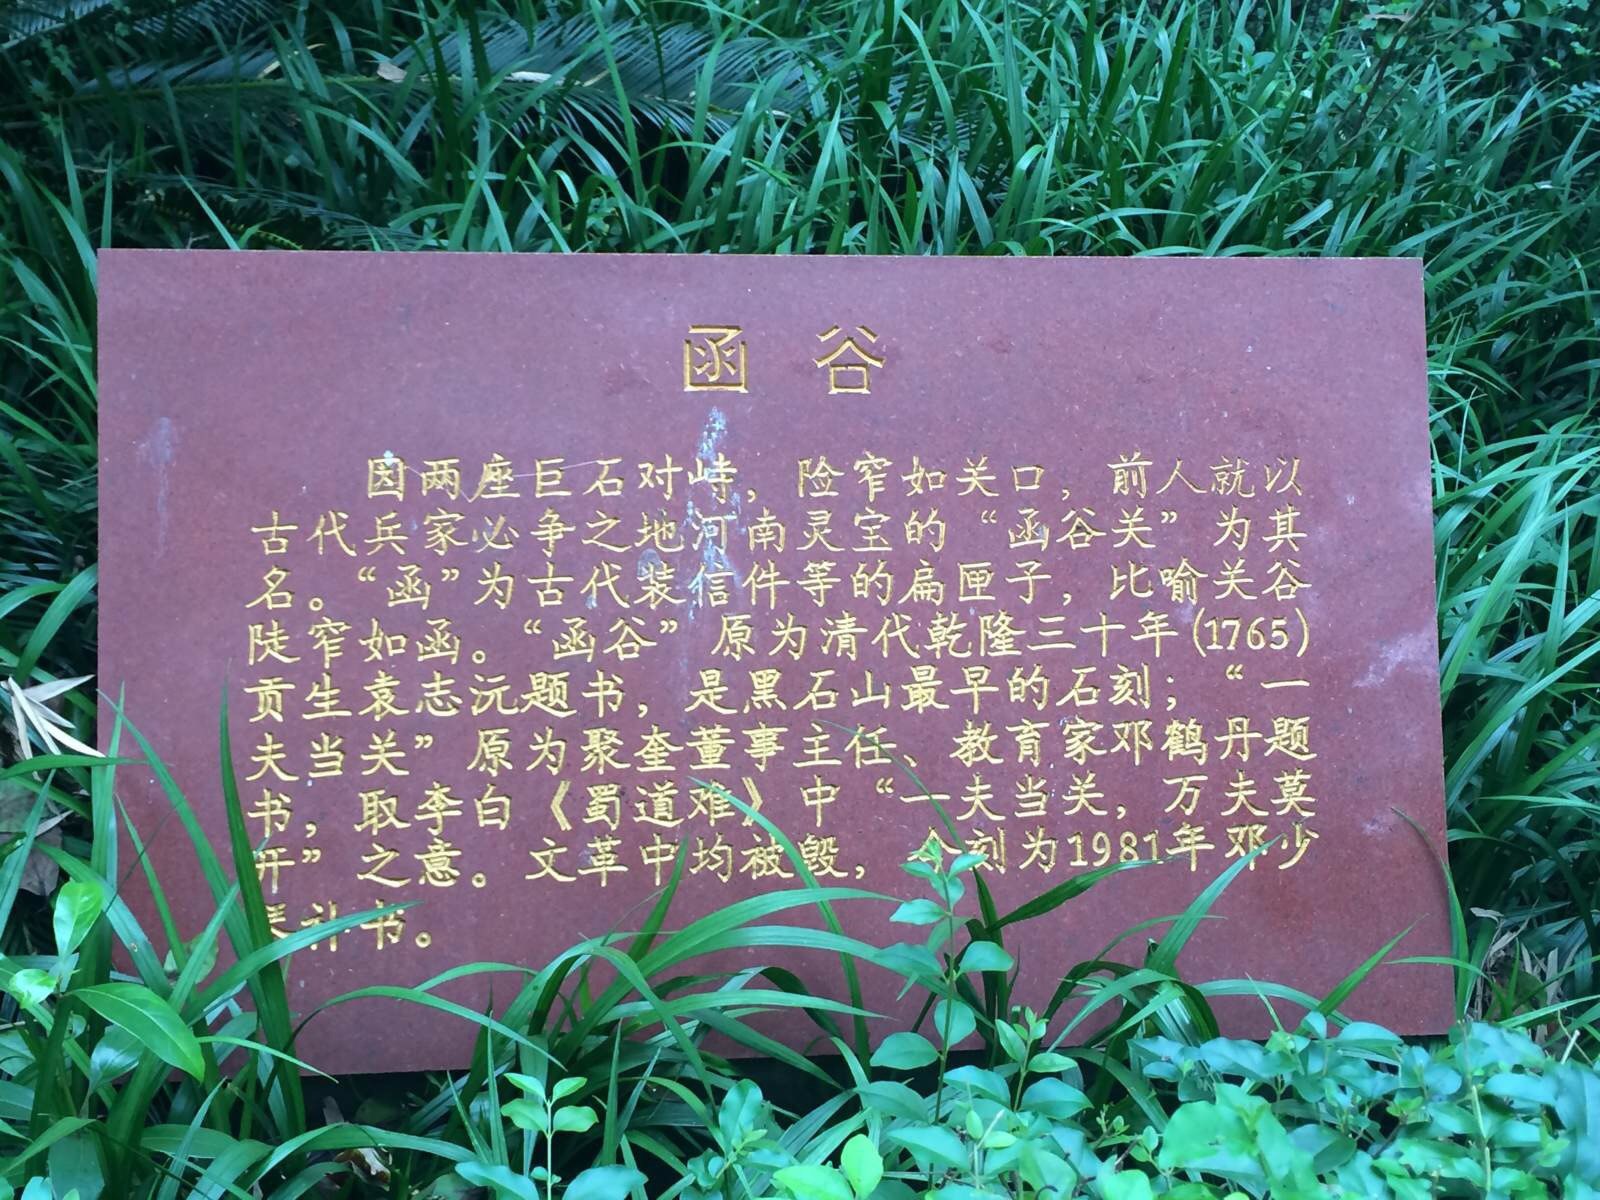 函谷
因两座巨石对峙，险窄如关口，前人就以
古代兵家必争之地河南灵宝的“函谷关”为其
名。“函”为古代装信件等的扁匣子，比喻关谷
陡窄如函。“函谷”原为清代乾隆三十年(1765)
贡生袁志沅题书，是黑石山最早的石刻；“一
夫当关”原为聚奎董事主任、教育家邓鹤丹题
书，取李白《蜀道难》中“一夫当关，万夫莫
开”之意。文革中均被毁，今刻为1981年邓少
补书。